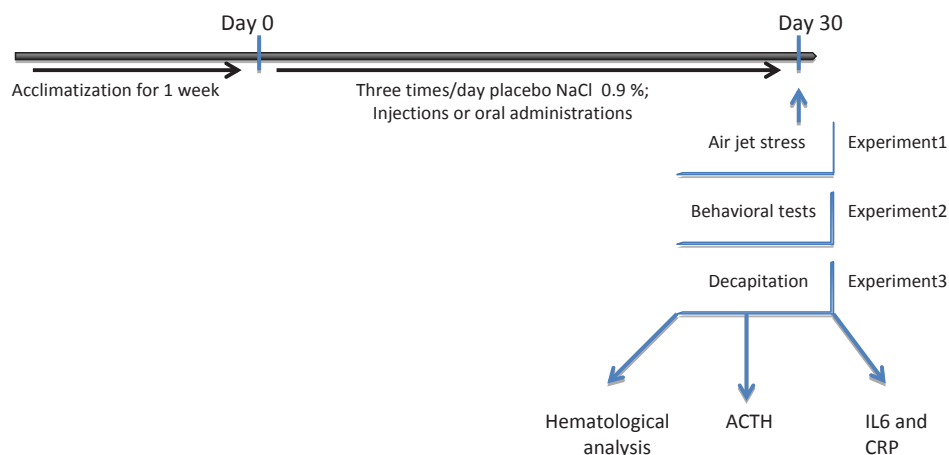 Day 0
Day 30
Acclimatization for 1 week
Three times/day placebo NaCl 0.9 %;
Injections or oral administrations
Air jet stress
Experiment1
Behavioral tests
Experiment2
Decapitation
Experiment3
Hematological
analysis
ACTH
IL6 and
CRP